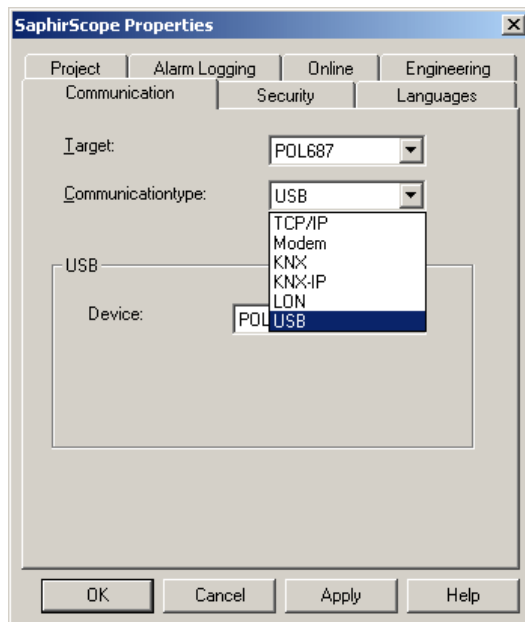 SaphirScope Properties
Project Alarm Logging Online Engineering
Communication Security Languages
Target: POL687
Communicationtype: USB
TCP/IP
Modem
KNX
KNX-IP
LON
USB
USB
Device: POL
OK Cancel Apply Help